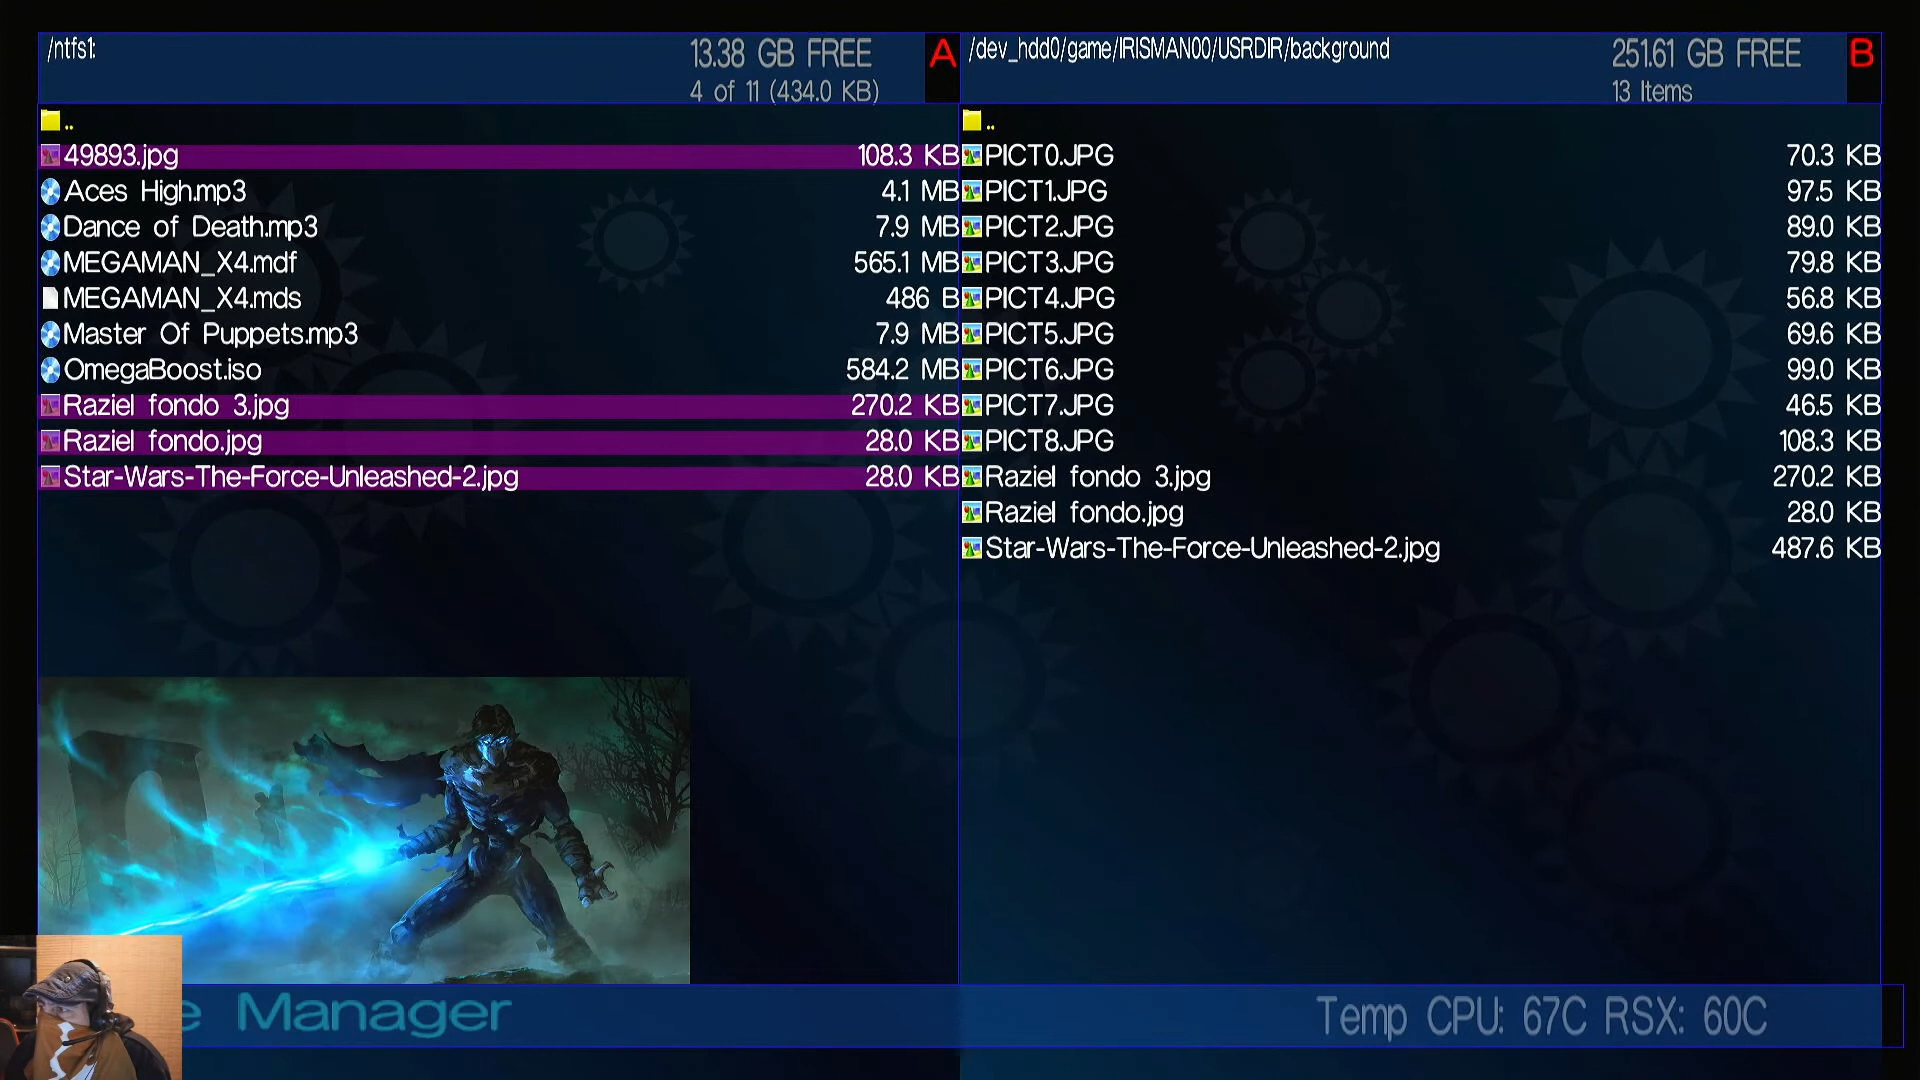 /ntfs1:
13.38 GB FREE
4 of 11 (434.0 KB)
A
..
49893.jpg 108.3 KB
Aces High.mp3 4.1 MB
Dance of Death.mp3 7.9 MB
MEGAMAN_X4.mdf 565.1 MB
MEGAMAN_X4.mds 486 B
Master Of Puppets.mp3 7.9 MB
OmegaBoost.iso 584.2 MB
Raziel fondo 3.jpg 270.2 KB
Raziel fondo.jpg 28.0 KB
Star-Wars-The-Force-Unleashed-2.jpg 28.0 KB
/dev_hdd0/game/IRISMAN00/USRDIR/background
251.61 GB FREE
13 Items
B
..
PICT0.JPG 70.3 KB
PICT1.JPG 97.5 KB
PICT2.JPG 89.0 KB
PICT3.JPG 79.8 KB
PICT4.JPG 56.8 KB
PICT5.JPG 69.6 KB
PICT6.JPG 99.0 KB
PICT7.JPG 46.5 KB
PICT8.JPG 108.3 KB
Raziel fondo 3.jpg 270.2 KB
Raziel fondo.jpg 28.0 KB
Star-Wars-The-Force-Unleashed-2.jpg 487.6 KB
e Manager
Temp CPU: 67C RSX: 60C